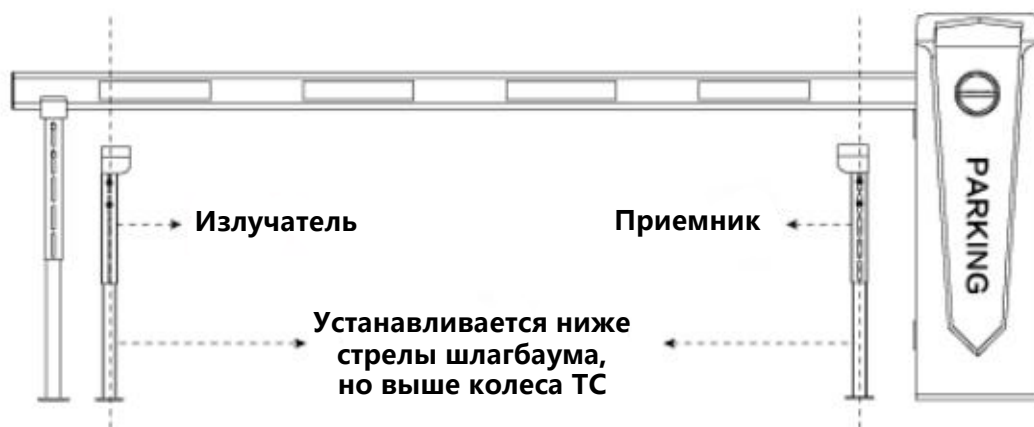 Излучатель
Приемник
Устанавливается ниже
стрелы шлагбаума,
но выше колеса ТС
PARKING